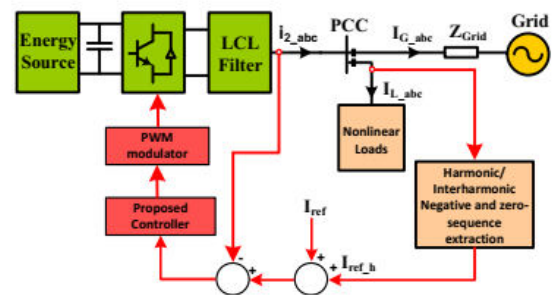 Energy
Source
LCL
Filter
i2_abc
PCC
IG_abc
ZGrid
Grid
IL_abc
Nonlinear
Loads
PWM
modulator
Proposed
Controller
Harmonic/
Interharmonic
Negative and zero-
sequence
extraction
Iref
Iref_h
-
+
+
+